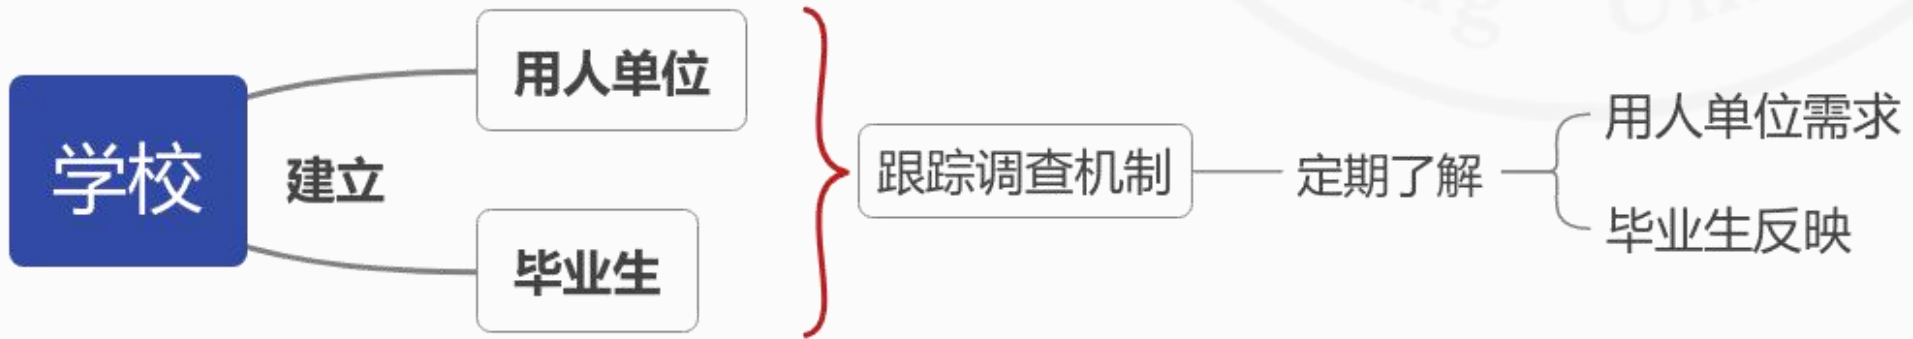 学校
建立
用人单位
毕业生
跟踪调查机制
定期了解
用人单位需求
毕业生反映